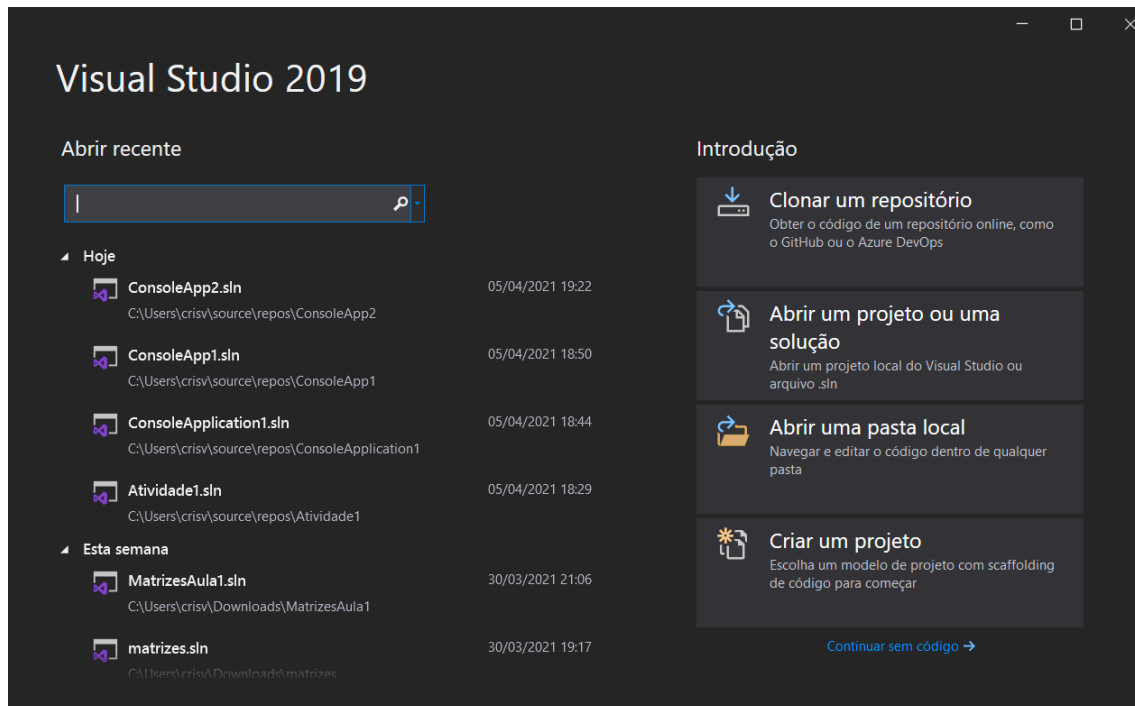 Visual Studio 2019
Abrir recente
Hoje
ConsoleApp2.sln 05/04/2021 19:22
C:\Users\crisv\source\repos\ConsoleApp2
ConsoleApp1.sln 05/04/2021 18:50
C:\Users\crisv\source\repos\ConsoleApp1
ConsoleApplication1.sln 05/04/2021 18:44
C:\Users\crisv\source\repos\ConsoleApplication1
Atividade1.sln 05/04/2021 18:29
C:\Users\crisv\source\repos\Atividade1
Esta semana
MatrizesAula1.sln 30/03/2021 21:06
C:\Users\crisv\Downloads\MatrizesAula1
matrizes.sln 30/03/2021 19:17
C:\Users\crisv\Downloads\matrizes
Introdução
Clonar um repositório
Obter o código de um repositório online, como
o GitHub ou o Azure DevOps
Abrir um projeto ou uma
solução
Abrir um projeto local do Visual Studio ou
arquivo .sln
Abrir uma pasta local
Navegar e editar o código dentro de qualquer
pasta
Criar um projeto
Escolha um modelo de projeto com scaffolding
de código para começar
Continuar sem código →